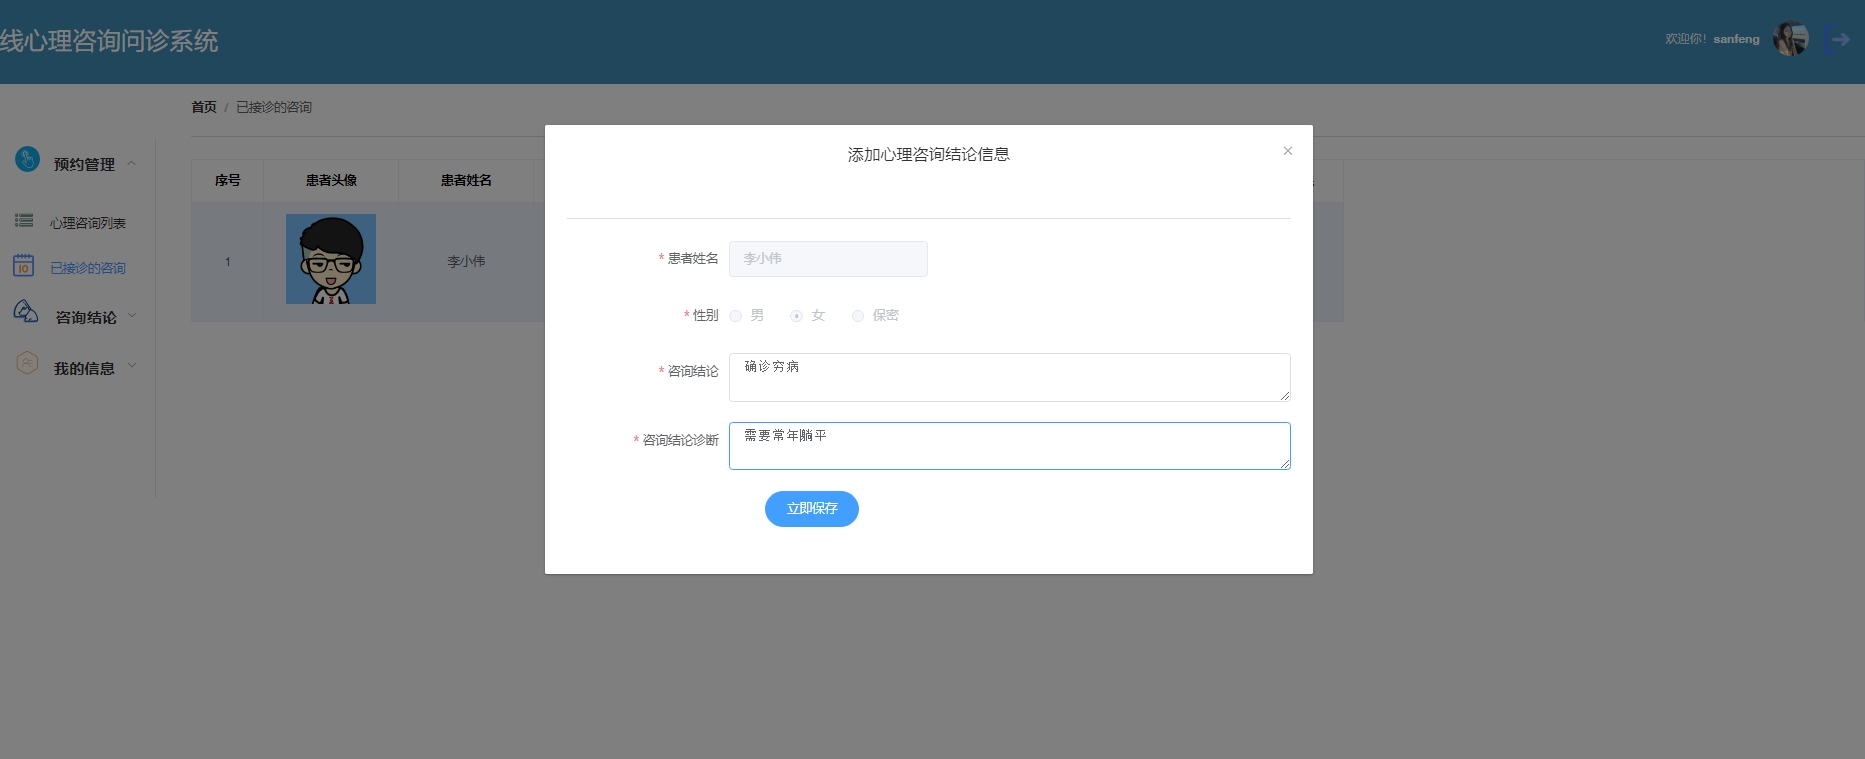 线心理咨询问诊系统
欢迎你! sanfeng
首页 / 已接诊的咨询
预约管理
心理咨询列表
10
已接诊的咨询
咨询结论
我的信息
序号 患者头像 患者姓名
1 李小伟
添加心理咨询结论信息
* 患者姓名 李小伟
* 性别 男 女 保密
* 咨询结论 确诊穷病
* 咨询结论诊断 需要常年躺平
立即保存